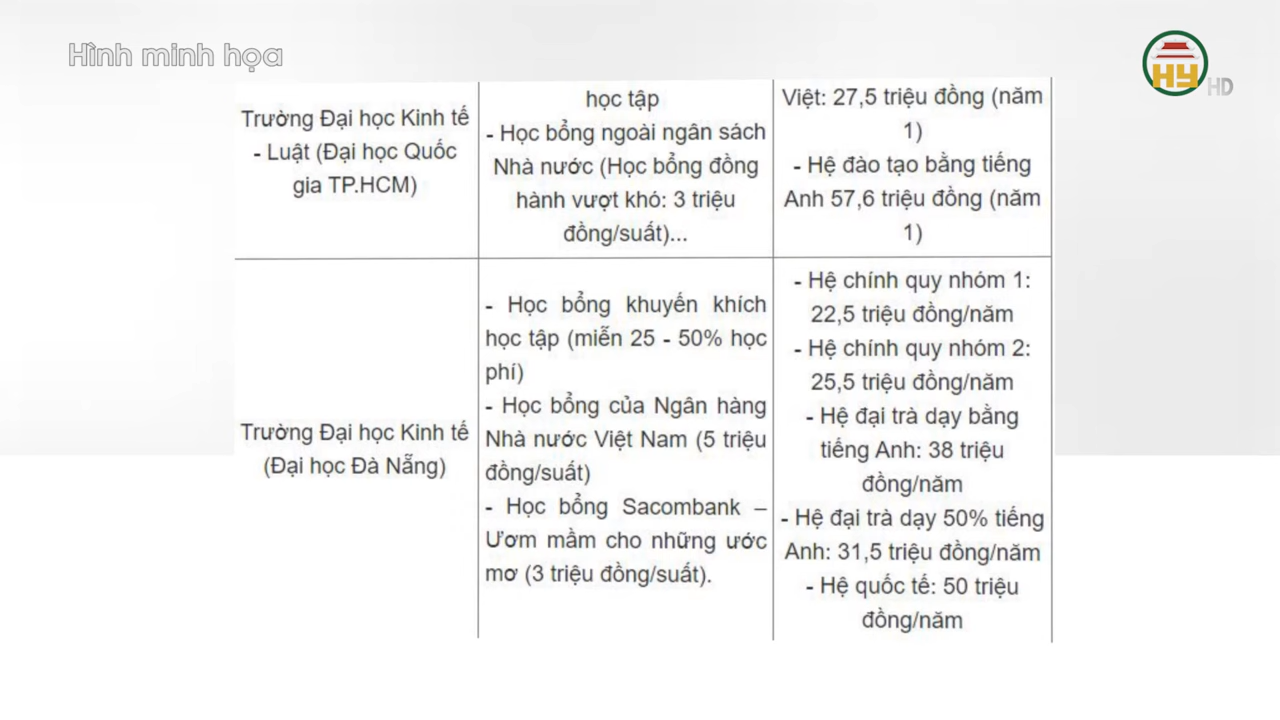 Hình minh họa
HY HD
Trường Đại học Kinh tế
- Luật (Đại học Quốc
gia TP.HCM)
học tập
- Học bổng ngoài ngân sách
Nhà nước (Học bổng đồng
hành vượt khó: 3 triệu
đồng/suất)...
Việt: 27,5 triệu đồng (năm
1)
- Hệ đào tạo bằng tiếng
Anh 57,6 triệu đồng (năm
1)
Trường Đại học Kinh tế
(Đại học Đà Nẵng)
- Học bổng khuyến khích
học tập (miễn 25 - 50% học
phí)
- Học bổng của Ngân hàng
Nhà nước Việt Nam (5 triệu
đồng/suất)
- Học bổng Sacombank –
Ươm mầm cho những ước
mơ (3 triệu đồng/suất).
- Hệ chính quy nhóm 1:
22,5 triệu đồng/năm
- Hệ chính quy nhóm 2:
25,5 triệu đồng/năm
- Hệ đại trà dạy bằng
tiếng Anh: 38 triệu
đồng/năm
- Hệ đại trà dạy 50% tiếng
Anh: 31,5 triệu đồng/năm
- Hệ quốc tế: 50 triệu
đồng/năm